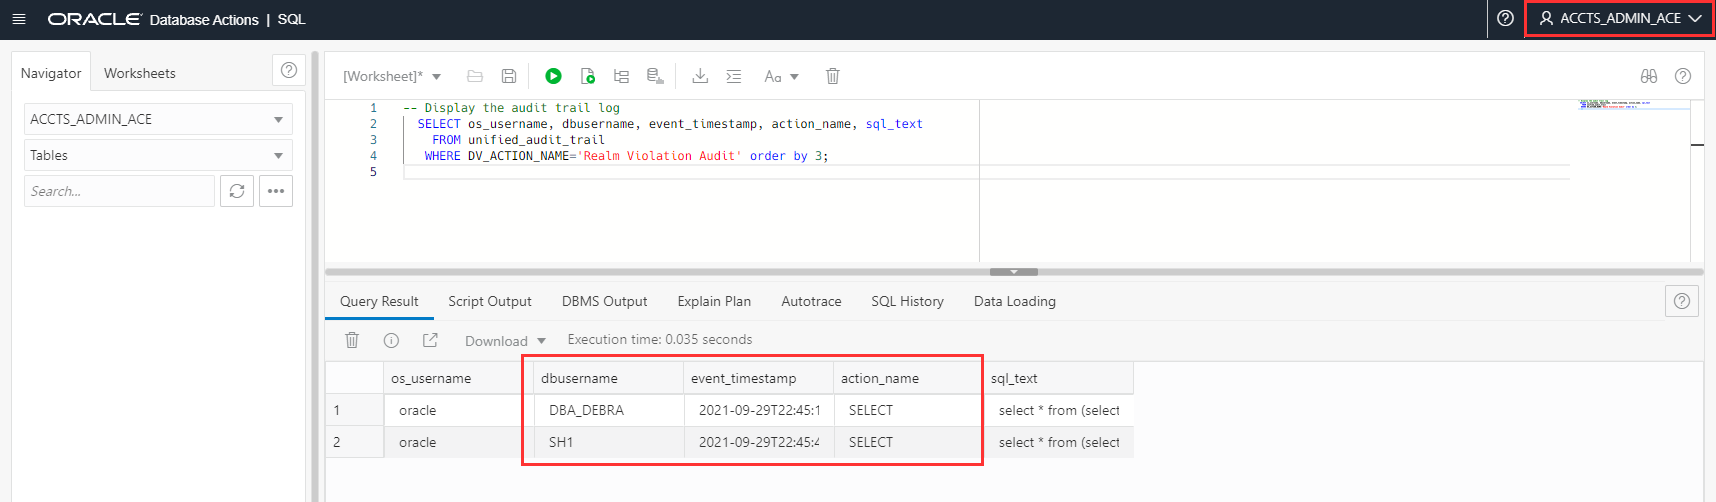 ORACLE Database Actions | SQL
ACCTS_ADMIN_ACE
Navigator Worksheets
ACCTS_ADMIN_ACE
Tables
Search...
[Worksheet]*
Aa
1 -- Display the audit trail log
2 SELECT os_username, dbusername, event_timestamp, action_name, sql_text
3 FROM unified_audit_trail
4 WHERE DV_ACTION_NAME='Realm Violation Audit' order by 3;
5
Query Result Script Output DBMS Output Explain Plan Autotrace SQL History Data Loading
Download Execution time: 0.035 seconds
os_username dbusername event_timestamp action_name sql_text
1 oracle DBA_DEBRA 2021-09-29T22:45:1 SELECT select * from (select
2 oracle SH1 2021-09-29T22:45:4 SELECT select * from (select